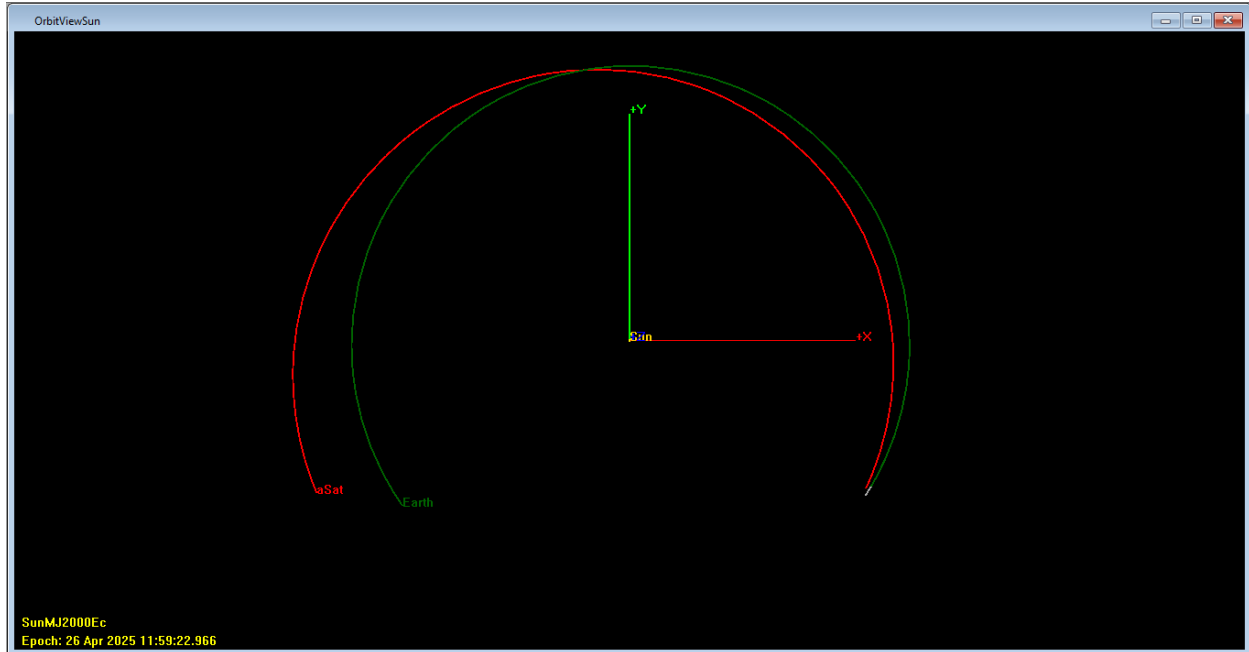 OrbitViewSun
+Y
Sun
+X
aSat
Earth
SunMJ2000Ec
Epoch: 26 Apr 2025 11:59:22.966